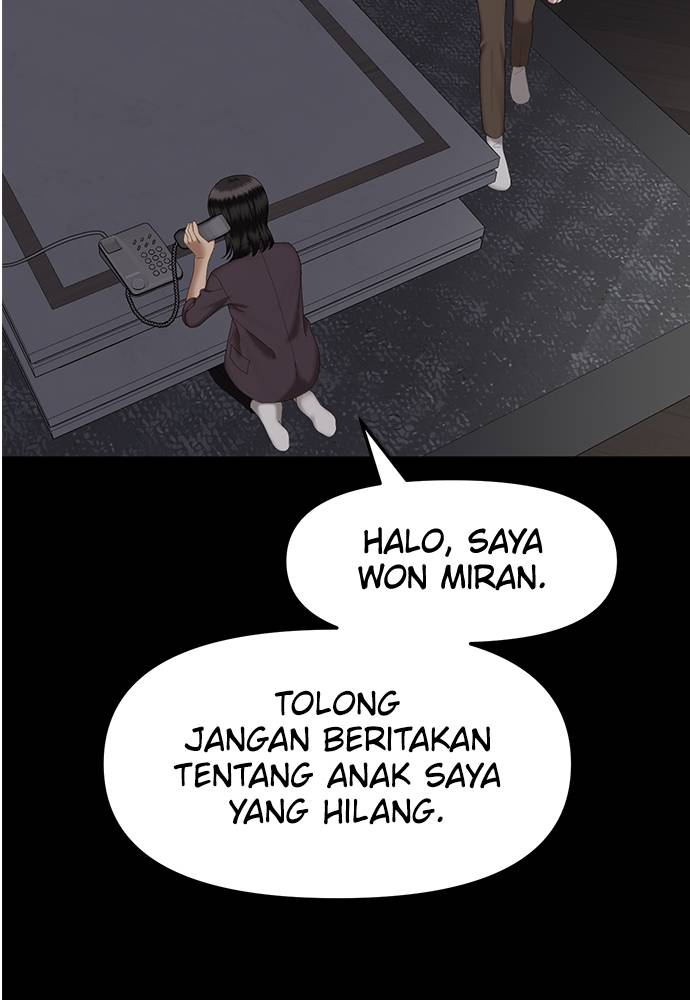 HALO, SAYA
WON MIRAN.
TOLONG
JANGAN BERITAKAN
TENTANG ANAK SAYA
YANG HILANG.